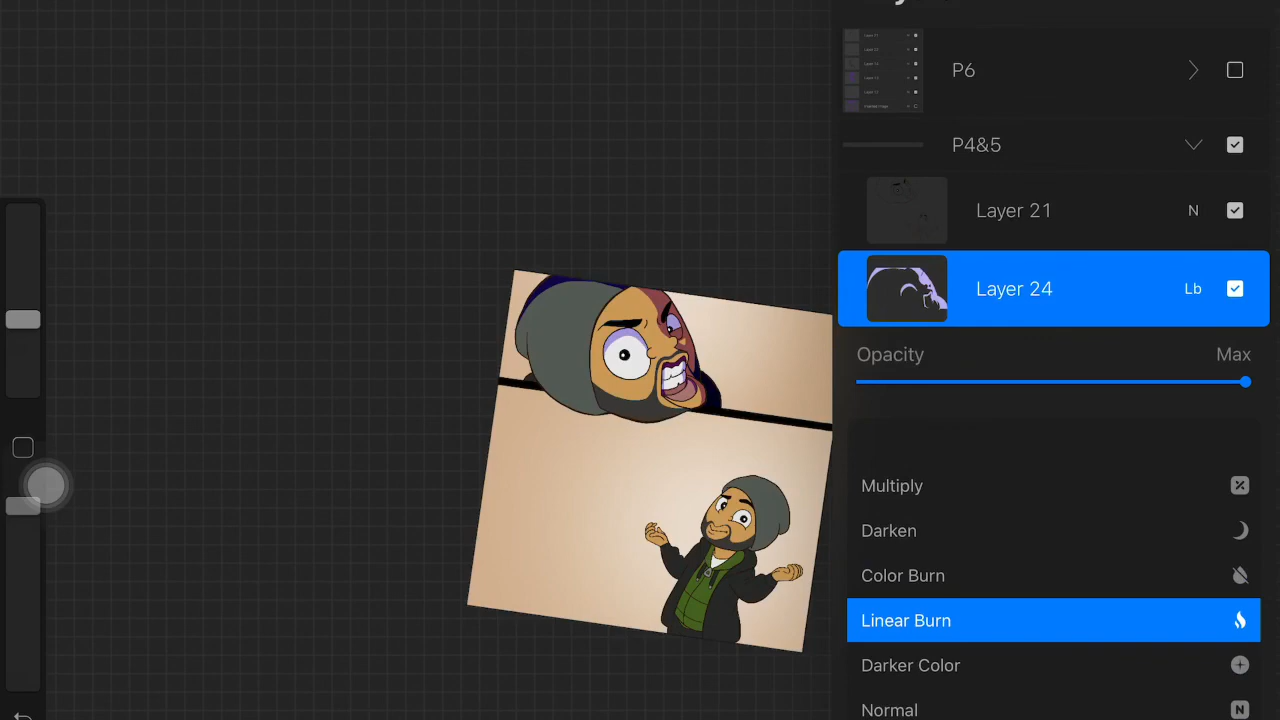 P6
P4&5
Layer 21
N
Layer 24
Lb
Opacity
Max
Multiply
Darken
Color Burn
Linear Burn
Darker Color
Normal
N